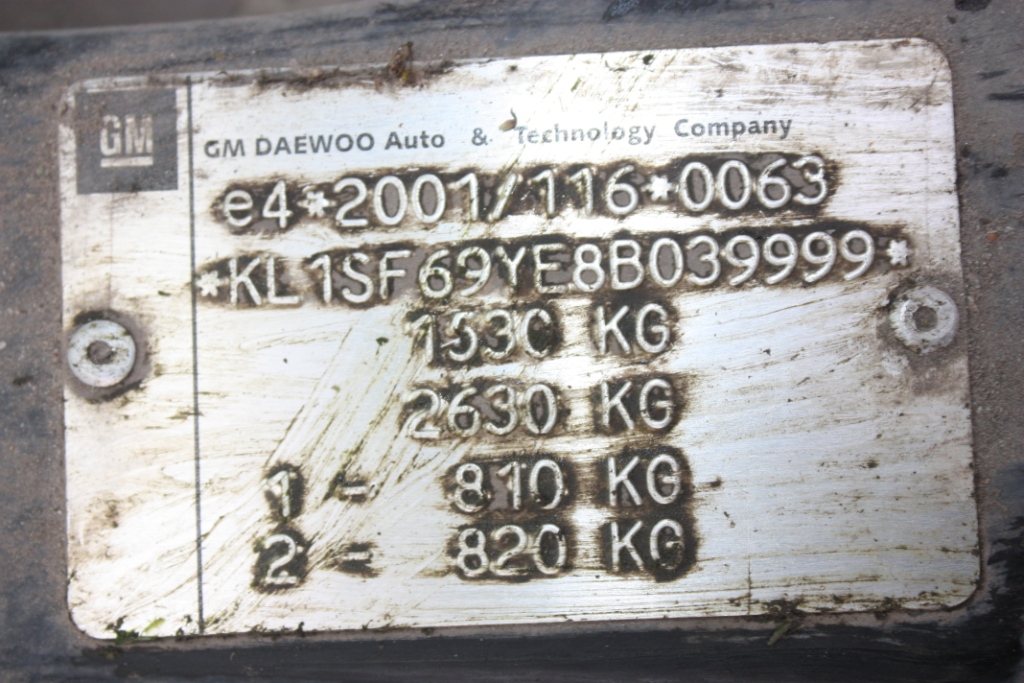 GM
GM DAEWOO Auto & Technology Company
e4*2001/116*0063
*KL1SF69YE8B039999*
1530 KG
2630 KG
1 - 810 KG
2 = 820 KG